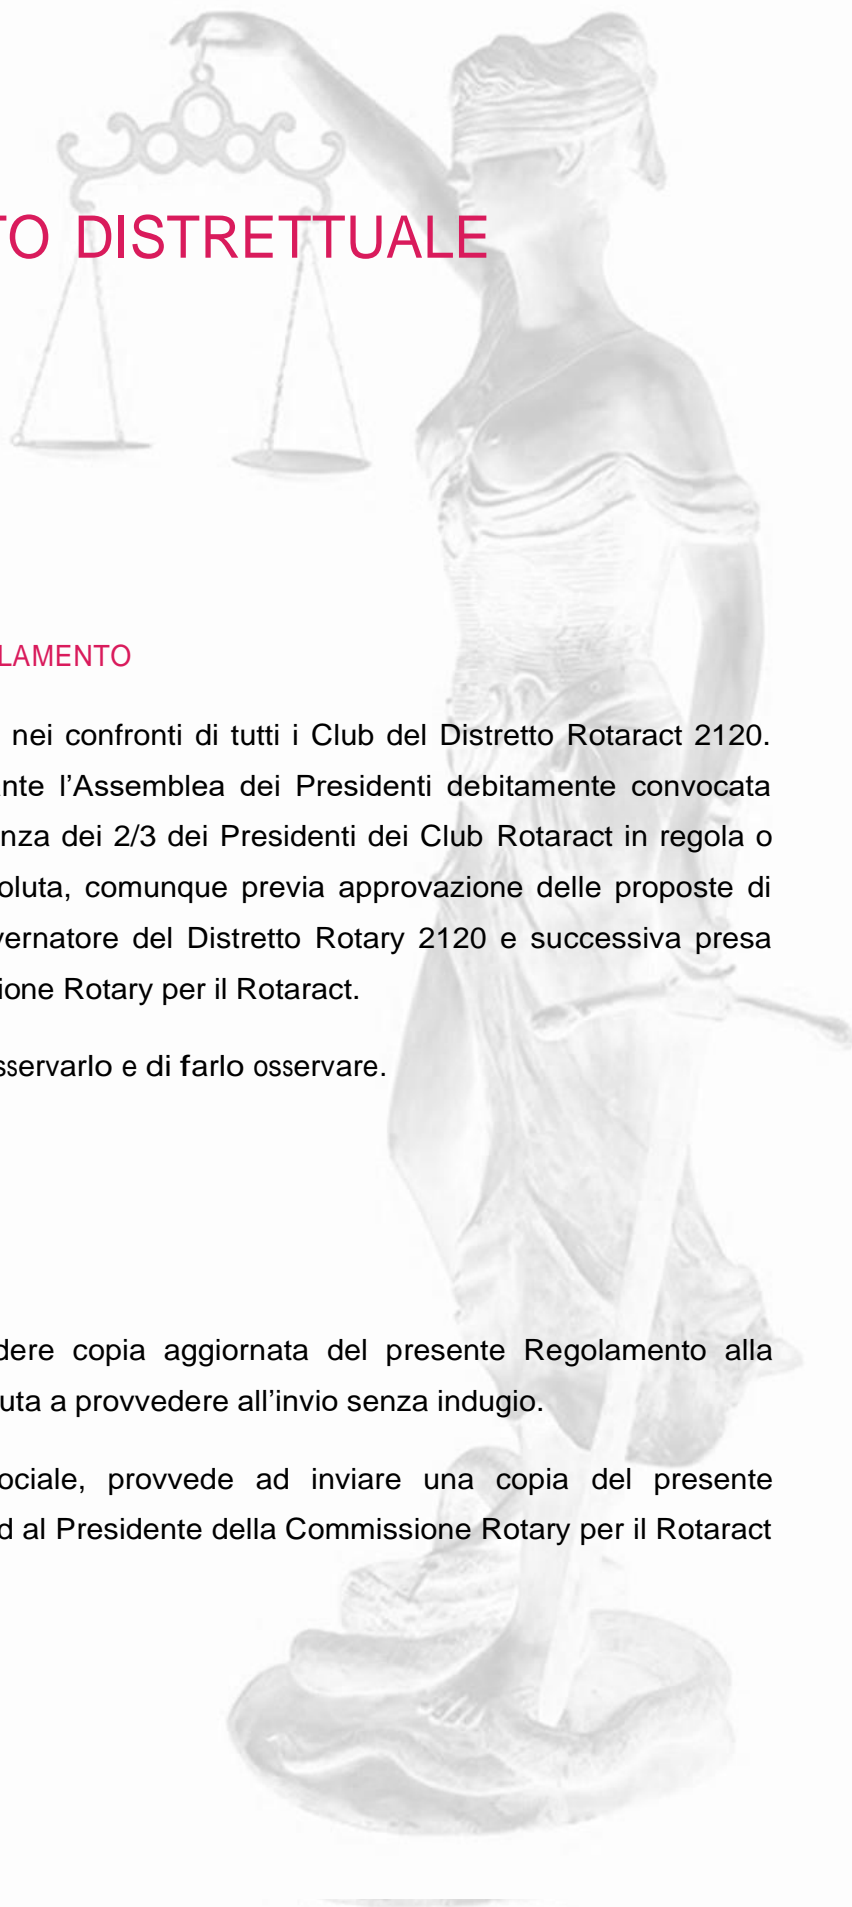 TO DISTRETTUALE
LAMENTO
nei confronti di tutti i Club del Distretto Rotaract 2120.
ante l’Assemblea dei Presidenti debitamente convocata
nza dei 2/3 dei Presidenti dei Club Rotaract in regola o
oluta, comunque previa approvazione delle proposte di
vernatore del Distretto Rotary 2120 e successiva presa
ione Rotary per il Rotaract.
sservarlo e di farlo osservare.
dere copia aggiornata del presente Regolamento alla
uta a provvedere all’invio senza indugio.
ociale, provvede ad inviare una copia del presente
d al Presidente della Commissione Rotary per il Rotaract